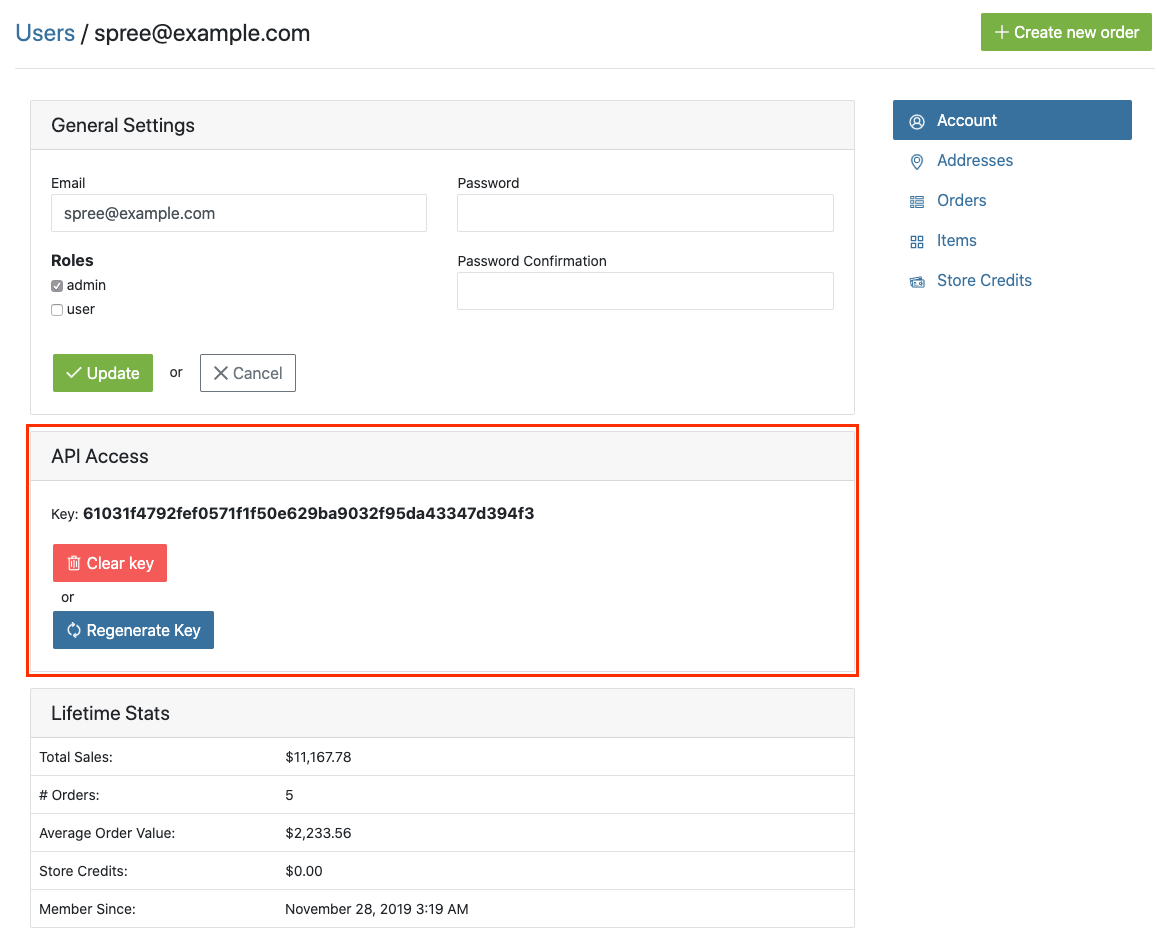 Users / spree@example.com
Create new order
General Settings
Email
spree@example.com
Password
Roles
admin
user
Password Confirmation
Update
or
Cancel
Account
Addresses
Orders
Items
Store Credits
API Access
Key: 61031f4792fef0571f1f50e629ba9032f95da43347d394f3
Clear key
or
Regenerate Key
Lifetime Stats
Total Sales: $11,167.78
# Orders: 5
Average Order Value: $2,233.56
Store Credits: $0.00
Member Since: November 28, 2019 3:19 AM